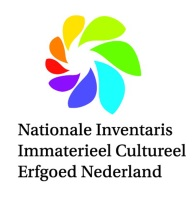 Nationale Inventaris
Immaterieel Cultureel
Erfgoed Nederland